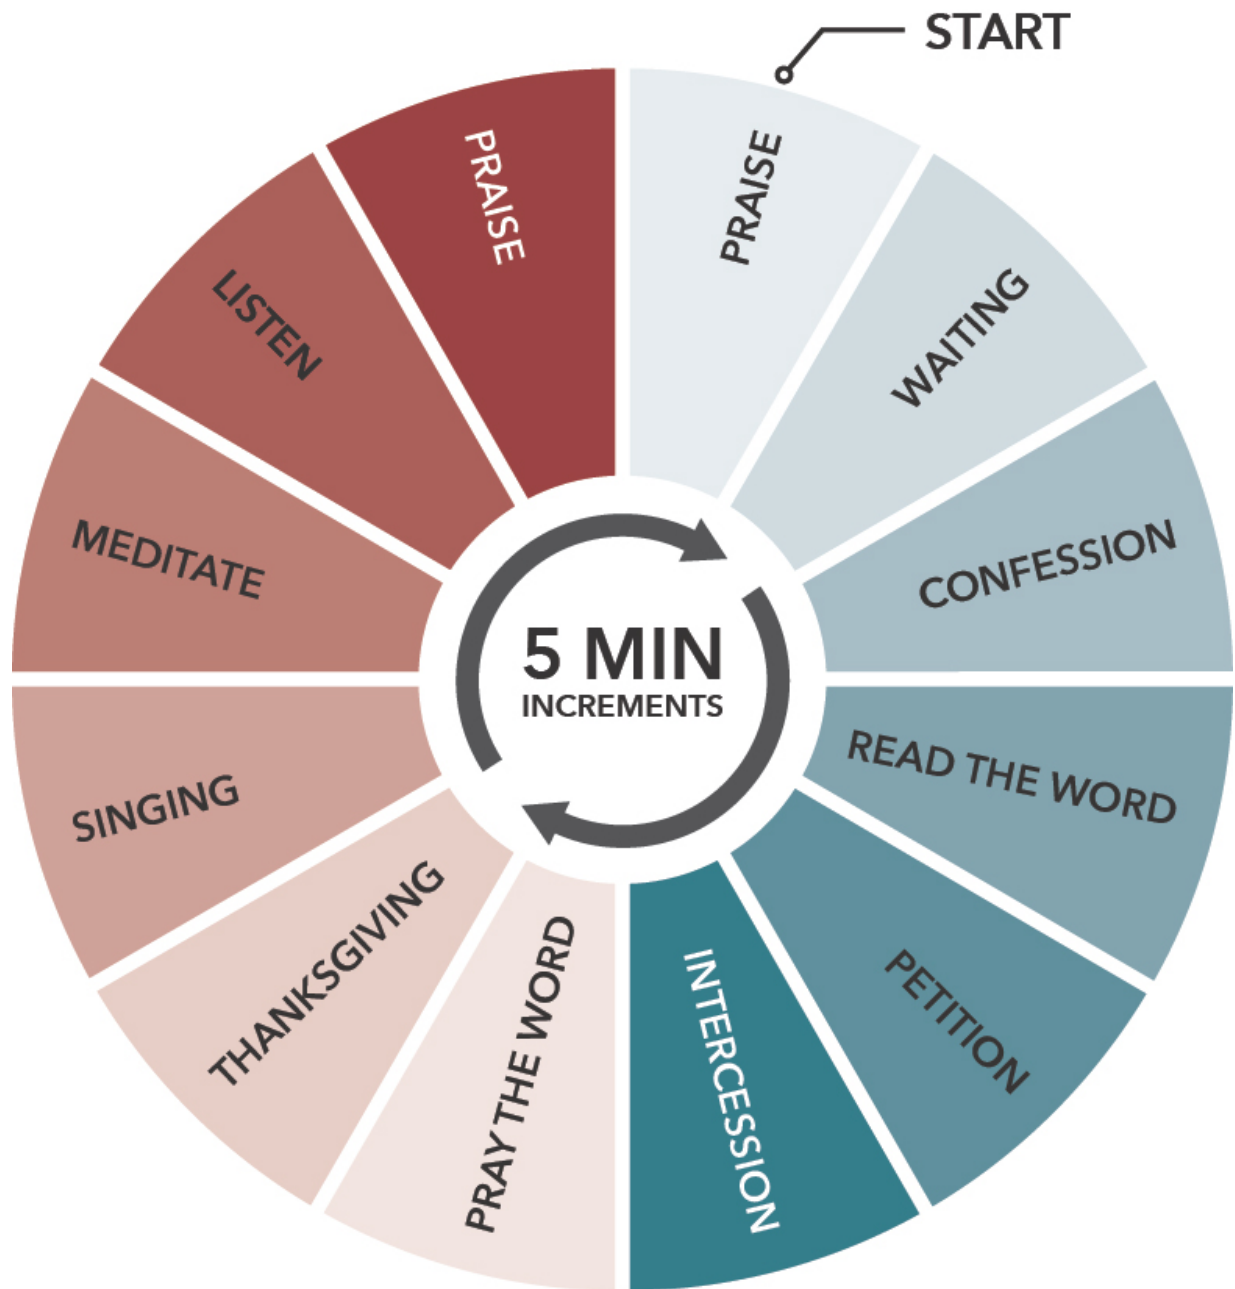 START
PRAISE
WAITING
CONFESSION
READ THE WORD
PETITION
INTERCESSION
PRAY THE WORD
THANKSGIVING
SINGING
MEDITATE
LISTEN
PRAISE
5 MIN
INCREMENTS